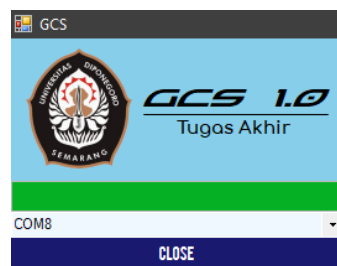 GCS
UNIVERSITAS DIPONEGORO
SEMARANG
GCS 1.0
Tugas Akhir
COM8
CLOSE